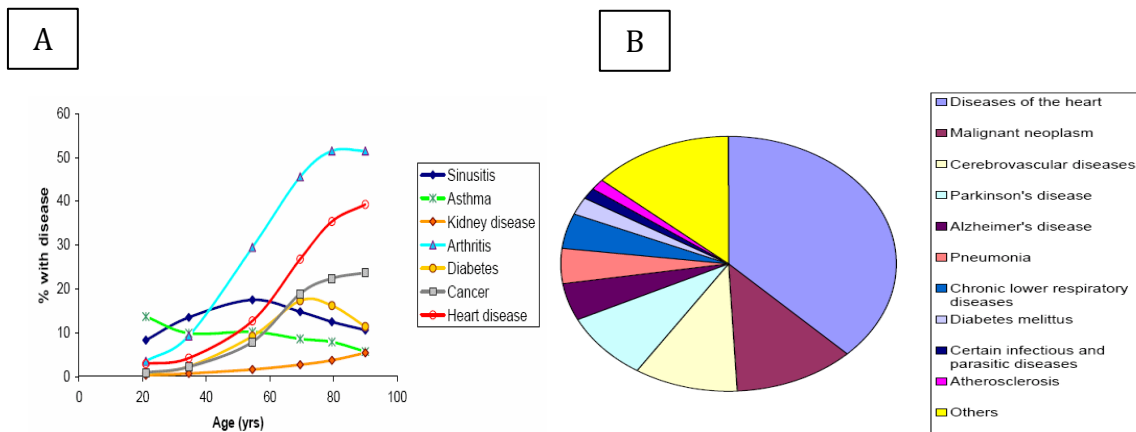 A
B
60
50
40
30
20
10
0
% with disease
0
20
40
60
80
100
Age (yrs)
Sinusitis
Asthma
Kidney disease
Arthritis
Diabetes
Cancer
Heart disease
Diseases of the heart
Malignant neoplasm
Cerebrovascular diseases
Parkinson's disease
Alzheimer's disease
Pneumonia
Chronic lower respiratory
diseases
Diabetes melittus
Certain infectious and
parasitic diseases
Atherosclerosis
Others